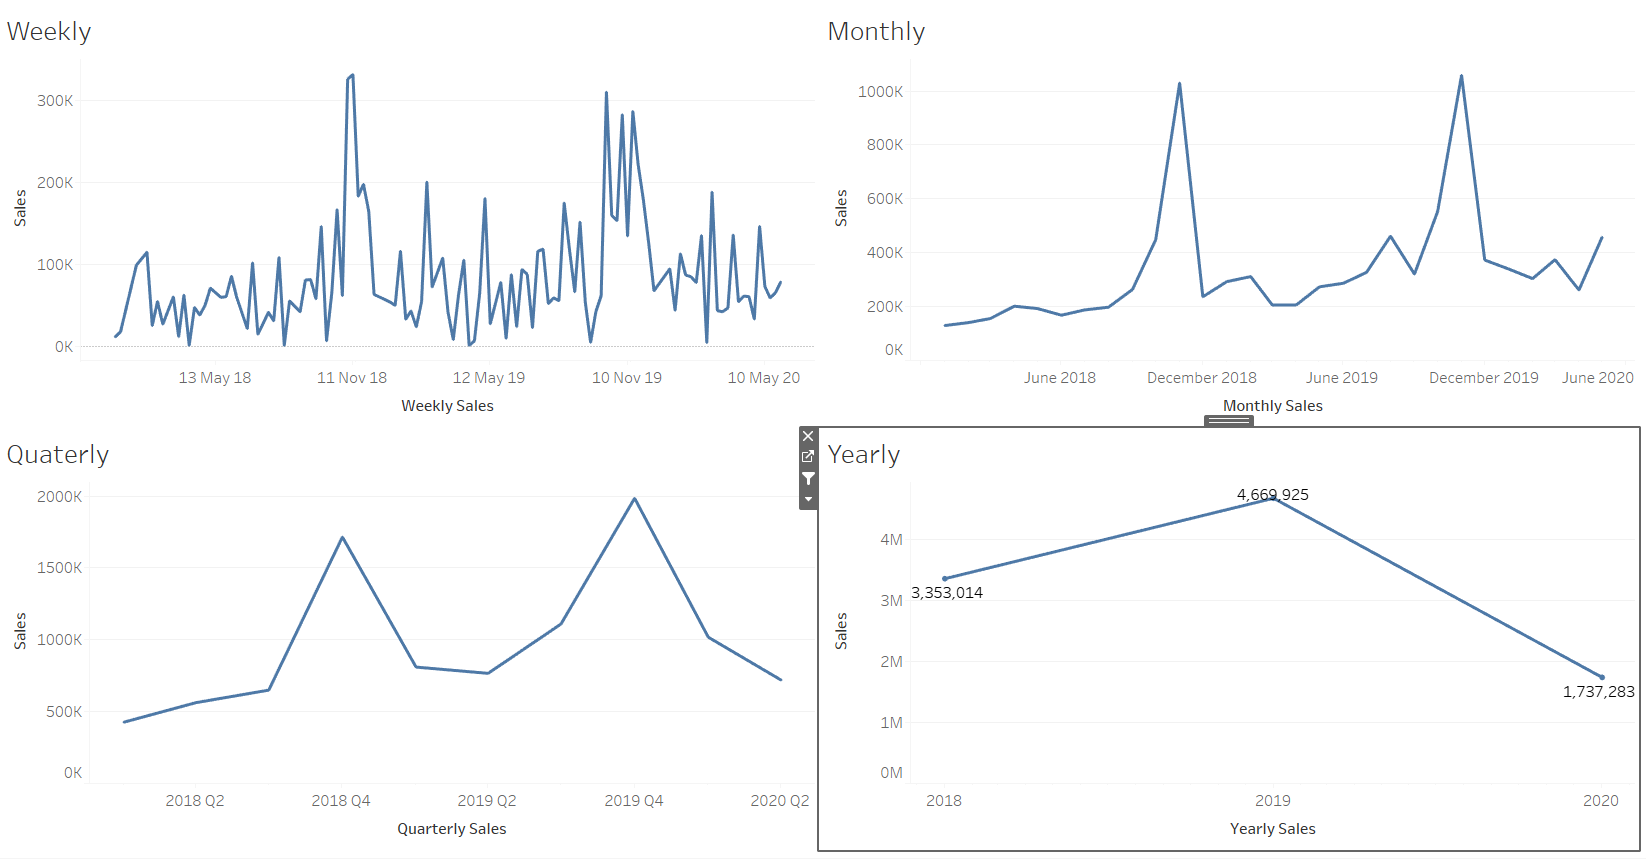 Weekly
300K
200K
100K
0K
Sales
13 May 18
11 Nov 18
12 May 19
10 Nov 19
10 May 20
Weekly Sales
Monthly
1000K
800K
600K
400K
200K
0K
Sales
June 2018
December 2018
June 2019
December 2019
June 2020
Monthly Sales
Quaterly
2000K
1500K
1000K
500K
0K
Sales
2018 Q2
2018 Q4
2019 Q2
2019 Q4
2020 Q2
Quarterly Sales
Yearly
4,669,925
4M
3,353,014
3M
2M
1,737,283
1M
0M
Sales
2018
2019
2020
Yearly Sales